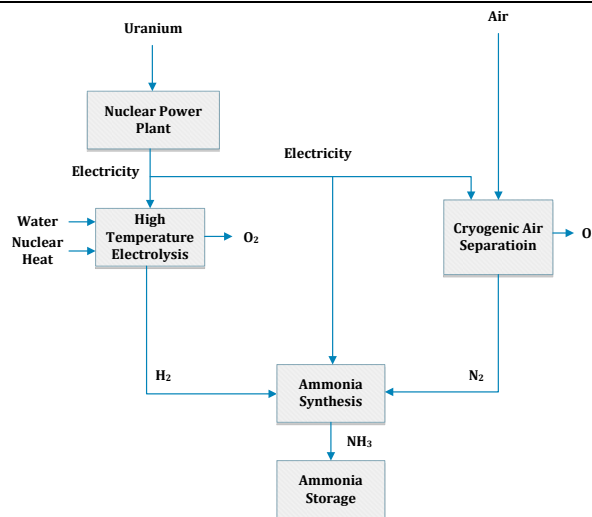 Uranium
Air
Nuclear Power
Plant
Electricity
Electricity
Water
Nuclear
Heat
High
Temperature
Electrolysis
O₂
Cryogenic Air
Separatioin
O
H₂
N₂
Ammonia
Synthesis
NH₃
Ammonia
Storage